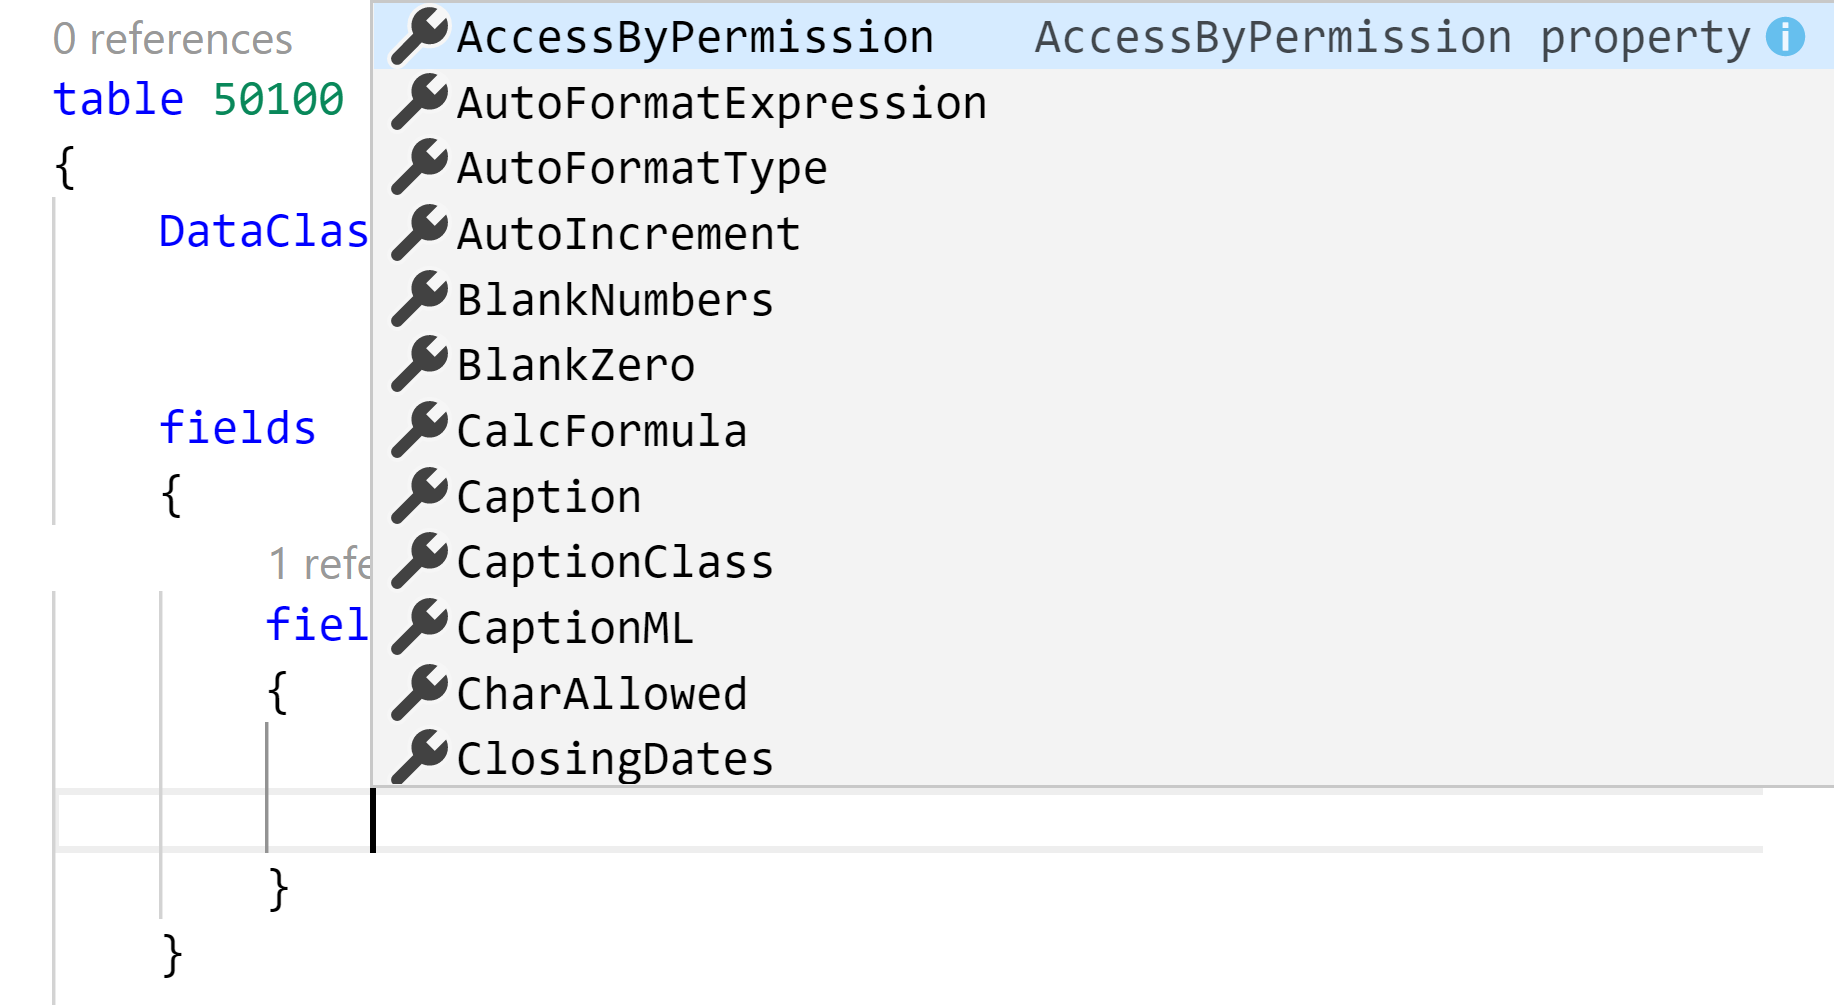 0 references
table 50100
{
DataClas
fields
{
1 refe
fiel
{
}
}
AccessByPermission AccessByPermission property
AutoFormatExpression
AutoFormatType
AutoIncrement
BlankNumbers
BlankZero
CalcFormula
Caption
CaptionClass
CaptionML
CharAllowed
ClosingDates